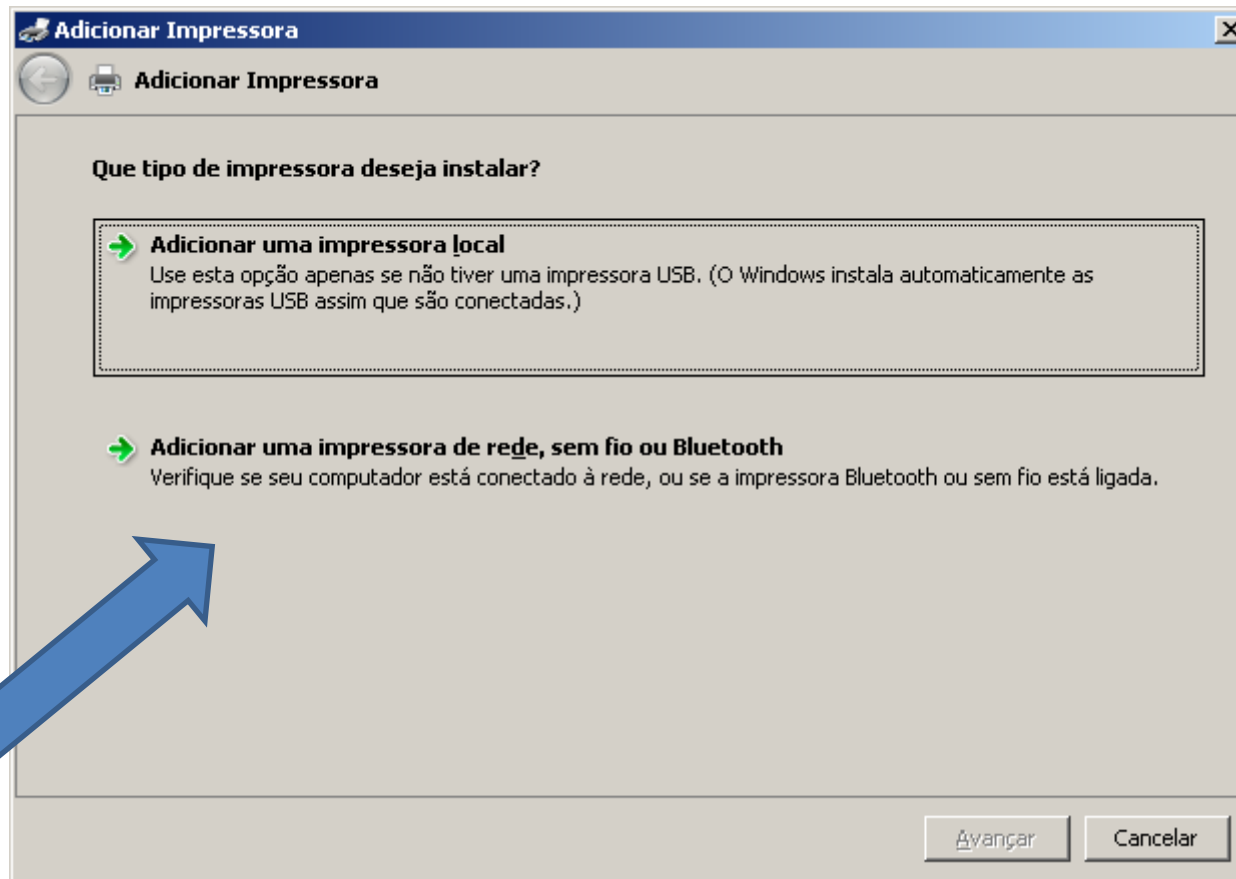 Adicionar Impressora
Adicionar Impressora
Que tipo de impressora deseja instalar?
Adicionar uma impressora local
Use esta opção apenas se não tiver uma impressora USB. (O Windows instala automaticamente as
impressoras USB assim que são conectadas.)
Adicionar uma impressora de rede, sem fio ou Bluetooth
Verifique se seu computador está conectado à rede, ou se a impressora Bluetooth ou sem fio está ligada.
Avançar Cancelar